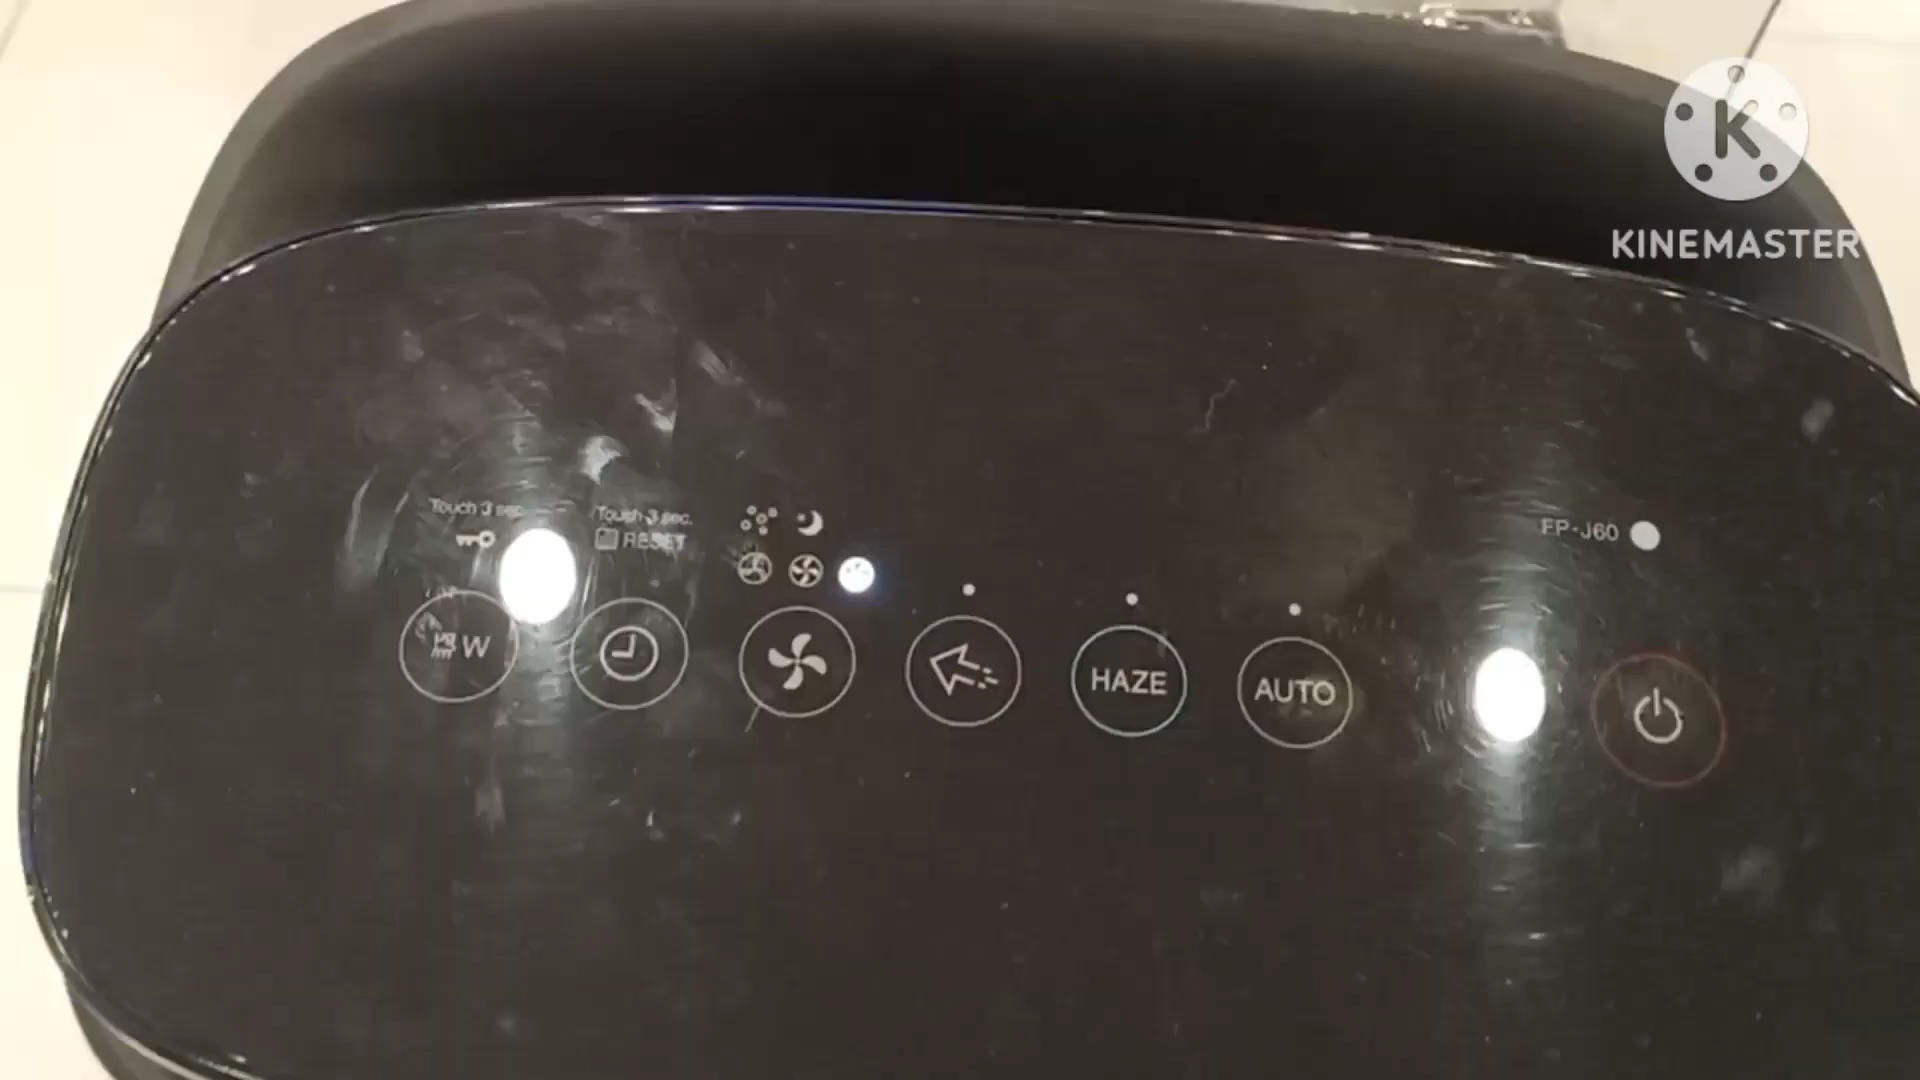 K
KINEMASTER
Touch 3 sec.
Touch 3 sec.
RESET
FP-J60
W
HAZE
AUTO